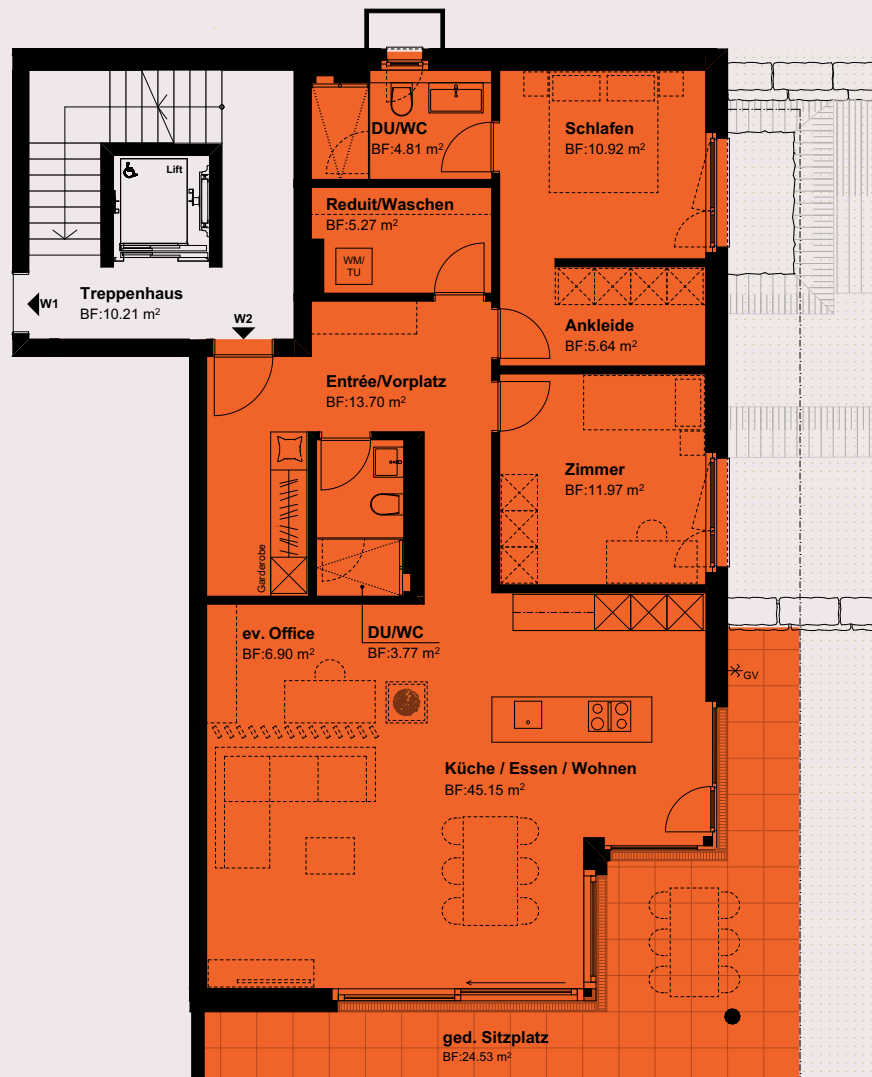 DU/WC
BF:4.81 m²
Schlafen
BF:10.92 m²
Lift
Reduit/Waschen
BF:5.27 m²
WM/
TU
Treppenhaus
BF:10.21 m²
W1
W2
Ankleide
BF:5.64 m²
Entrée/Vorplatz
BF:13.70 m²
Zimmer
BF:11.97 m²
Garderobe
ev. Office
BF:6.90 m²
DU/WC
BF:3.77 m²
GV
Küche / Essen / Wohnen
BF:45.15 m²
ged. Sitzplatz
BF:24.53 m²